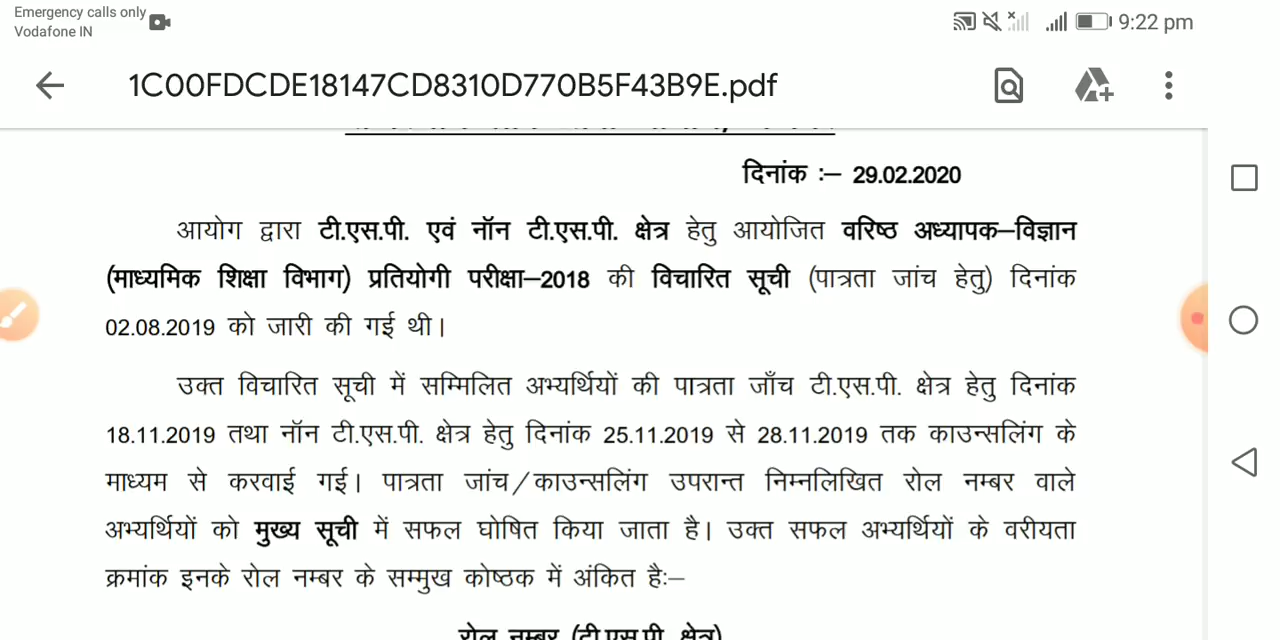 Emergency calls only
Vodafone IN
9:22 pm
1C00FDCDE18147CD8310D770B5F43B9E.pdf
दिनांक :– 29.02.2020
आयोग द्वारा टी.एस.पी. एवं नॉन टी.एस.पी. क्षेत्र हेतु आयोजित वरिष्ठ अध्यापक–विज्ञान
(माध्यमिक शिक्षा विभाग) प्रतियोगी परीक्षा–2018 की विचारित सूची (पात्रता जांच हेतु) दिनांक
02.08.2019 को जारी की गई थी।
उक्त विचारित सूची में सम्मिलित अभ्यर्थियों की पात्रता जाँच टी.एस.पी. क्षेत्र हेतु दिनांक
18.11.2019 तथा नॉन टी.एस.पी. क्षेत्र हेतु दिनांक 25.11.2019 से 28.11.2019 तक काउन्सलिंग के
माध्यम से करवाई गई। पात्रता जांच/काउन्सलिंग उपरान्त निम्नलिखित रोल नम्बर वाले
अभ्यर्थियों को मुख्य सूची में सफल घोषित किया जाता है। उक्त सफल अभ्यर्थियों के वरीयता
क्रमांक इनके रोल नम्बर के सम्मुख कोष्ठक में अंकित है:–
रोल नम्बर (टी.एस.पी. क्षेत्र)